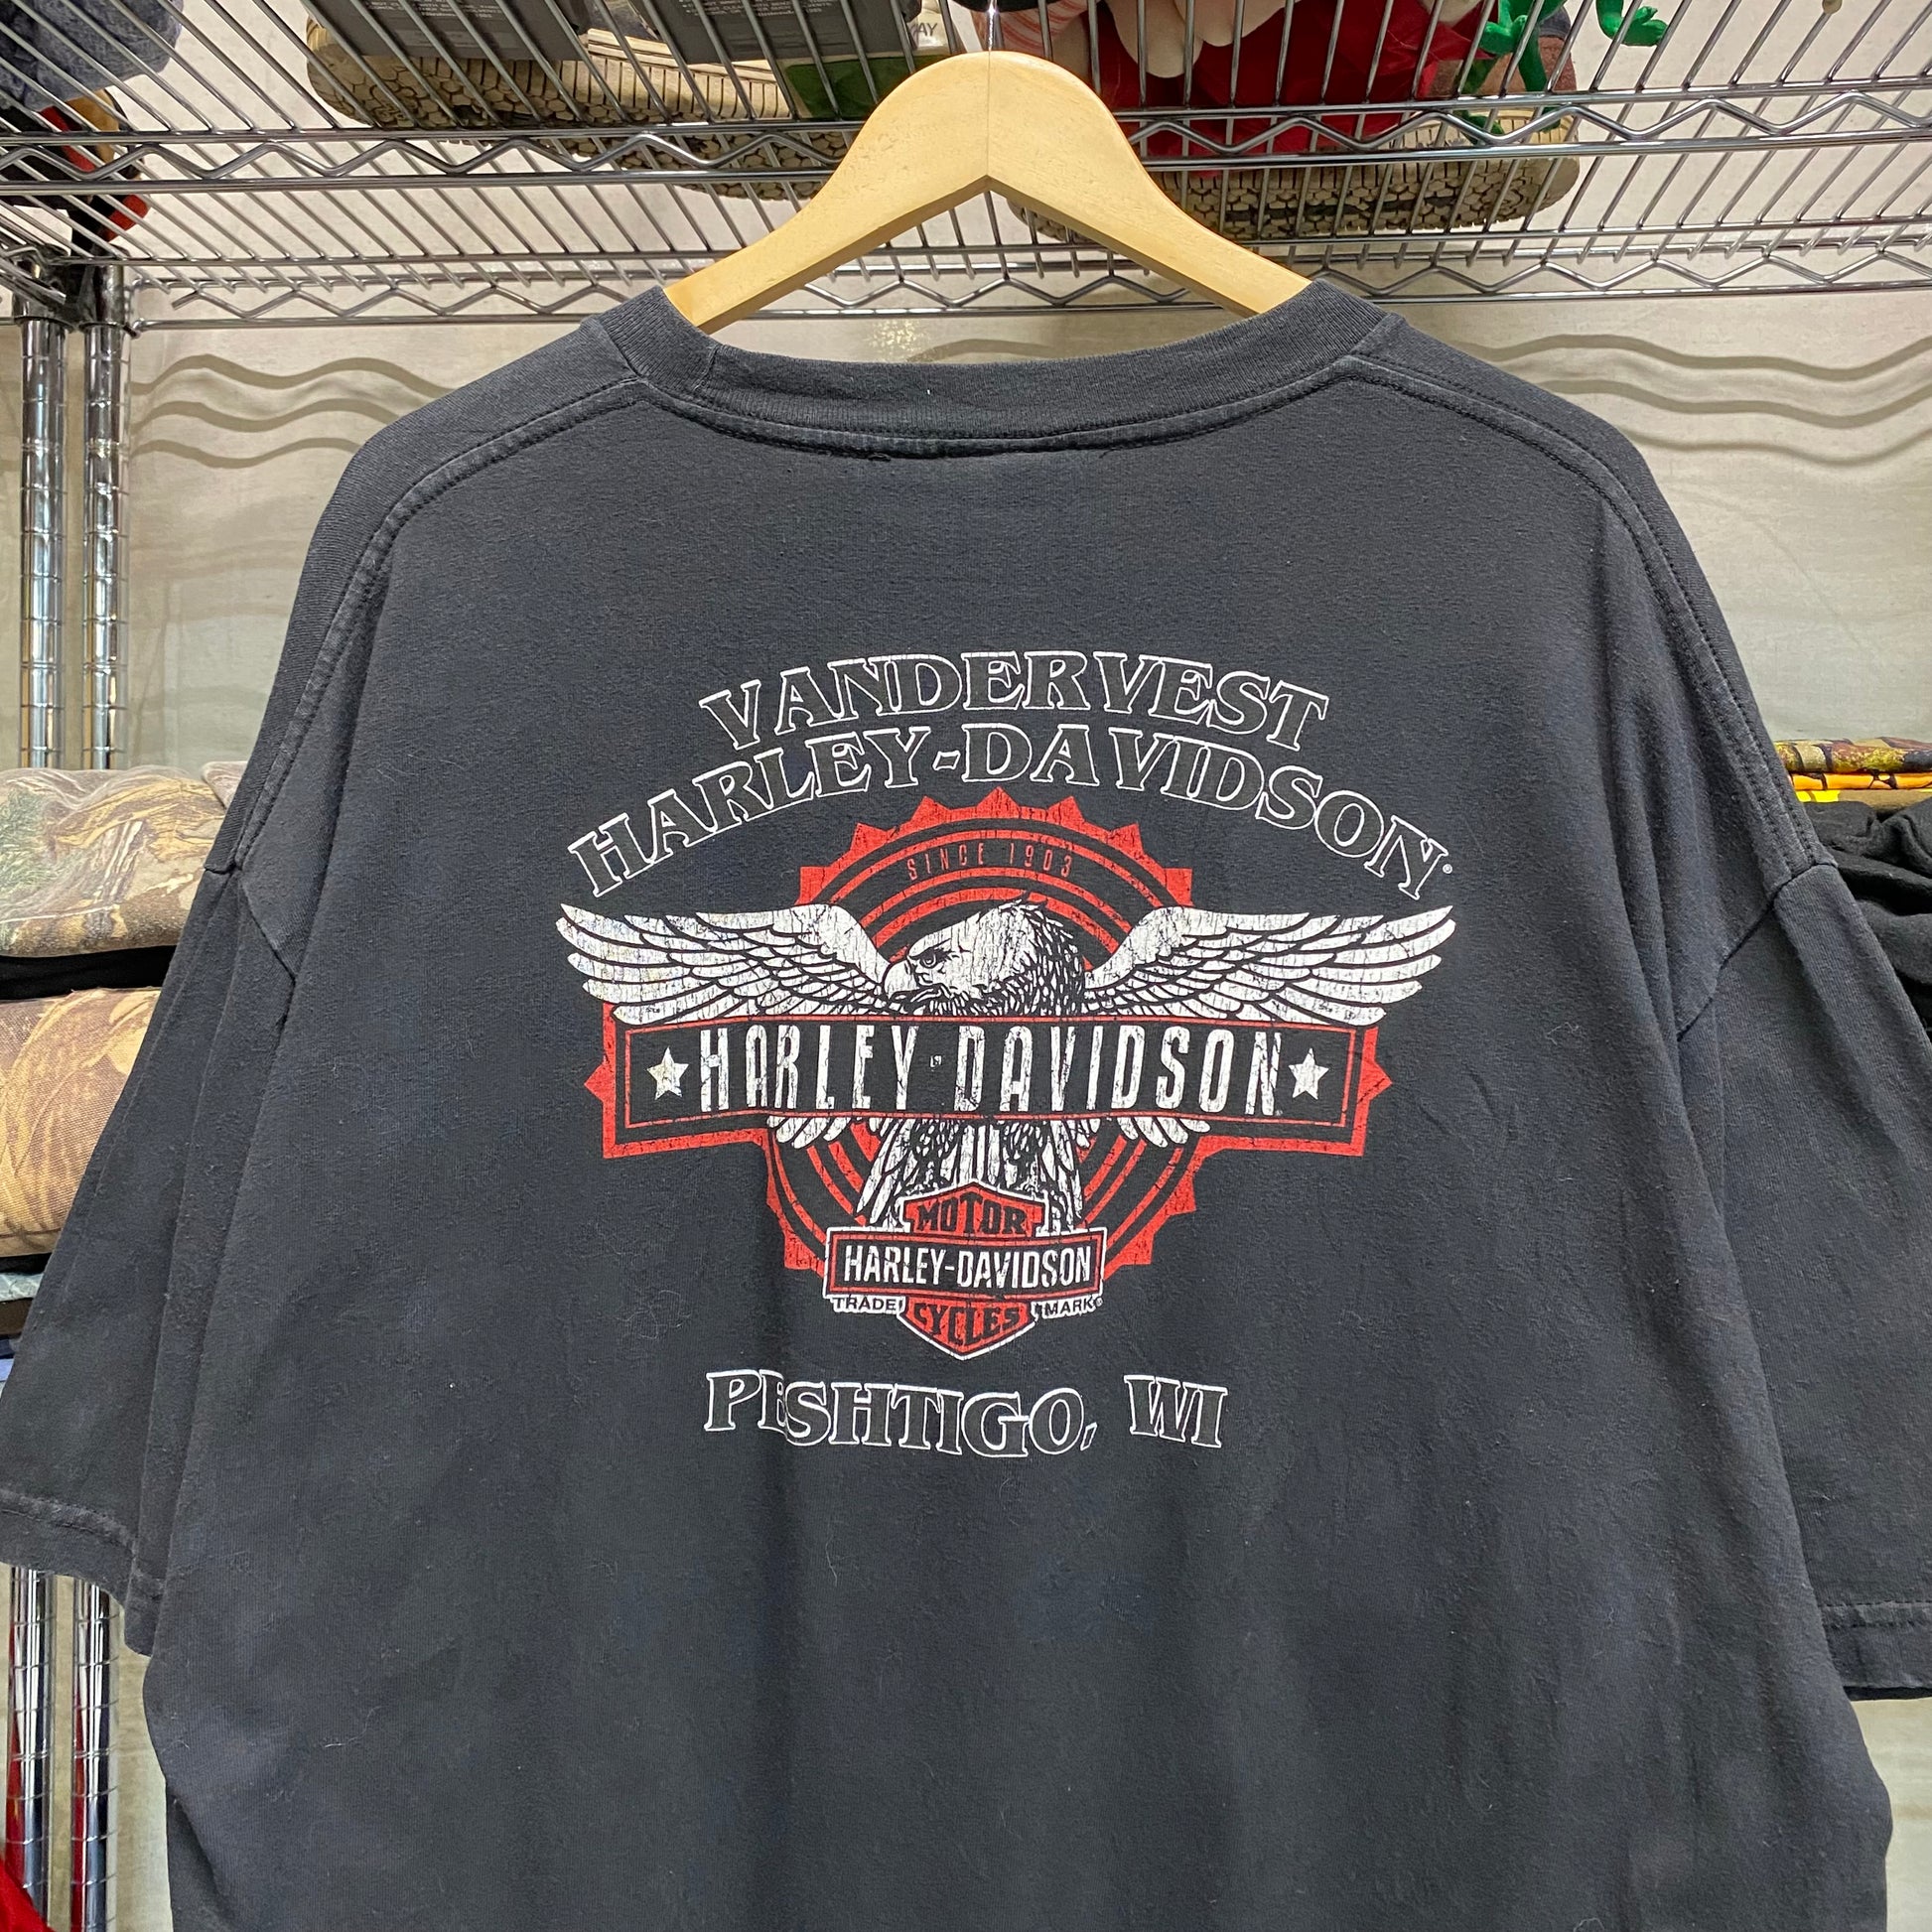 VANDERVEST
HARLEY-DAVIDSON®
SINCE 1903
HARLEY-DAVIDSON
MOTOR
HARLEY-DAVIDSON
TRADE MARK®
CYCLES
PESHTIGO, WI